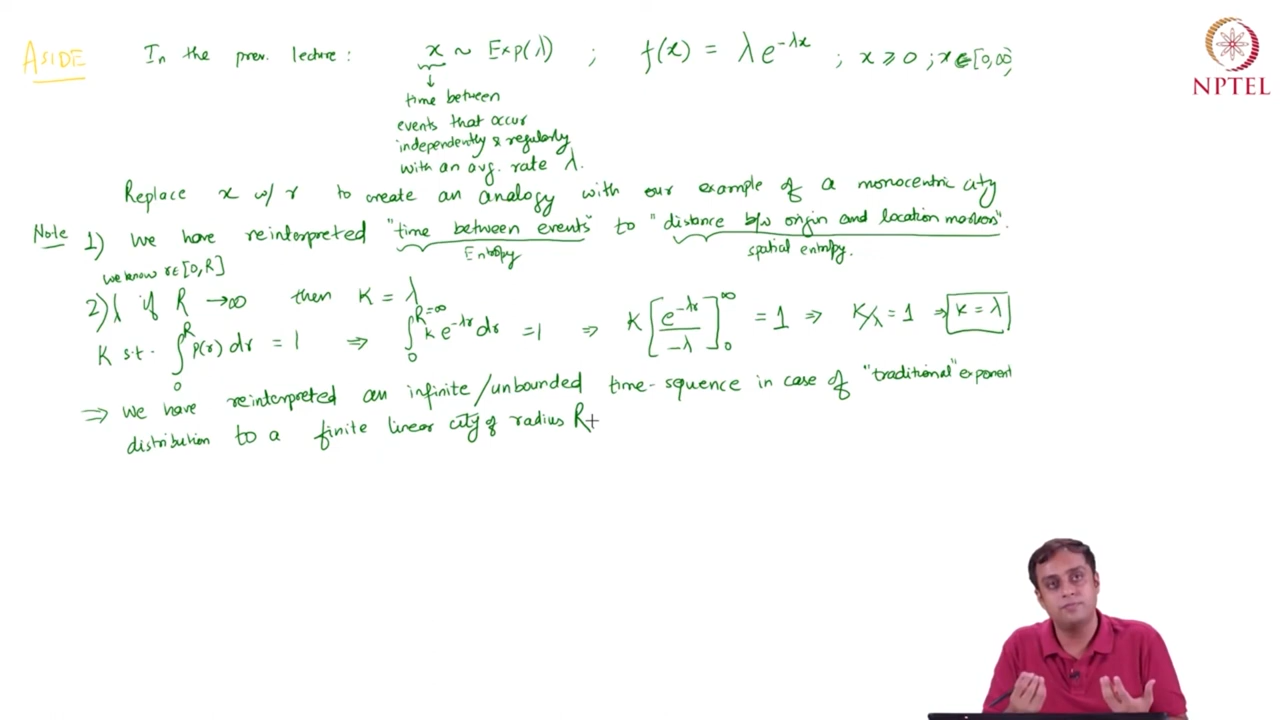 ASIDE In the prev. lecture: x ~ Exp(λ) ; f(x) = λ e^{-λx} ; x ⩾ 0 ; x ∈ [0,∞)
NPTEL
↓
time between
events that occur
independently & regularly
with an avg. rate λ.
Replace x w/ r to create an analogy with our example of a monocentric city
Note 1) We have reinterpreted "time between events" to "distance b/w origin and location masons".
Entropy spatial entropy.
we know r∈[0,R]
2) if R → ∞ then K = λ
K s.t. ∫_0^R p(r) dr = 1 ⇒ ∫_0^{R=∞} k e^{-λr} dr = 1 ⇒ K [e^{-λr}/-λ]_0^∞ = 1 ⇒ K/λ = 1 ⇒ K = λ
⇒ We have reinterpreted an infinite/unbounded time-squence in case of "traditional" exponent
distribution to a finite linear city of radius R